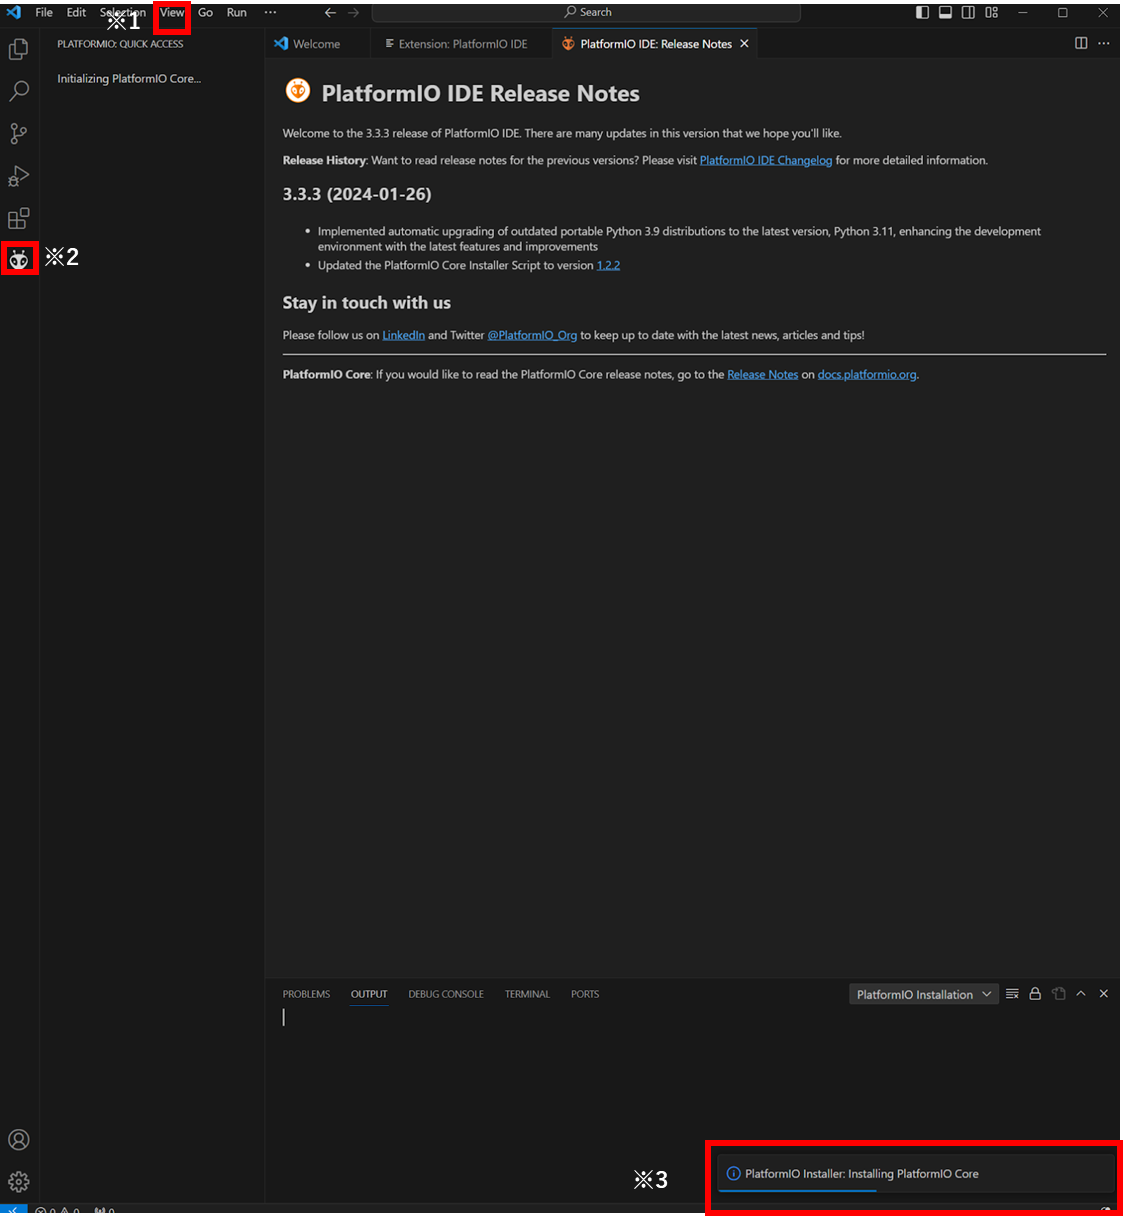 File Edit Selection View Go Run ··· Search
※1
PLATFORMIO: QUICK ACCESS
Initializing PlatformIO Core...
※2
Welcome
Extension: PlatformIO IDE
PlatformIO IDE: Release Notes
PlatformIO IDE Release Notes
Welcome to the 3.3.3 release of PlatformIO IDE. There are many updates in this version that we hope you'll like.
Release History: Want to read release notes for the previous versions? Please visit PlatformIO IDE Changelog for more detailed information.
3.3.3 (2024-01-26)
• Implemented automatic upgrading of outdated portable Python 3.9 distributions to the latest version, Python 3.11, enhancing the development
environment with the latest features and improvements
• Updated the PlatformIO Core Installer Script to version 1.2.2
Stay in touch with us
Please follow us on LinkedIn and Twitter @PlatformIO_Org to keep up to date with the latest news, articles and tips!
PlatformIO Core: If you would like to read the PlatformIO Core release notes, go to the Release Notes on docs.platformio.org.
PROBLEMS OUTPUT DEBUG CONSOLE TERMINAL PORTS PlatformIO Installation
※3
PlatformIO Installer: Installing PlatformIO Core
0 0 0